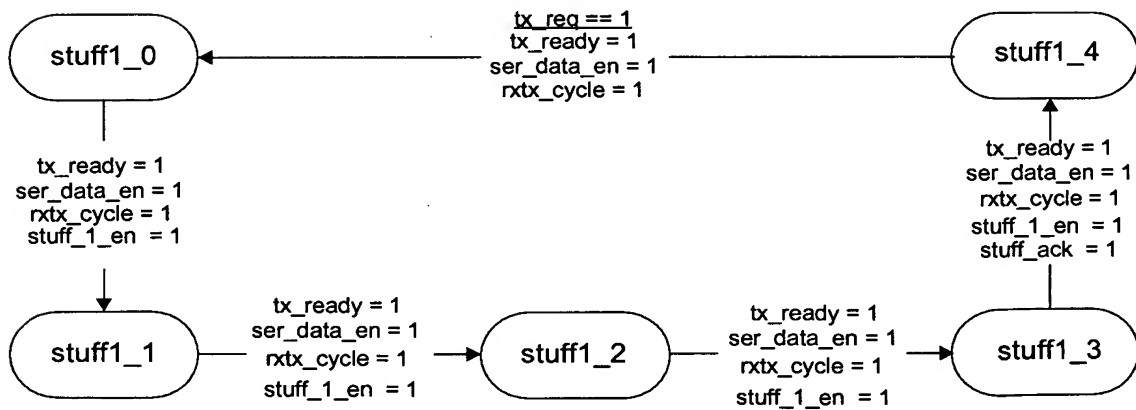 stuff1_0
tx_req == 1
tx_ready = 1
ser_data_en = 1
rxtx_cycle = 1
stuff1_4
tx_ready = 1
ser_data_en = 1
rxtx_cycle = 1
stuff_1_en = 1
tx_ready = 1
ser_data_en = 1
rxtx_cycle = 1
stuff_1_en = 1
stuff_ack = 1
stuff1_1
tx_ready = 1
ser_data_en = 1
rxtx_cycle = 1
stuff_1_en = 1
stuff1_2
tx_ready = 1
ser_data_en = 1
rxtx_cycle = 1
stuff_1_en = 1
stuff1_3